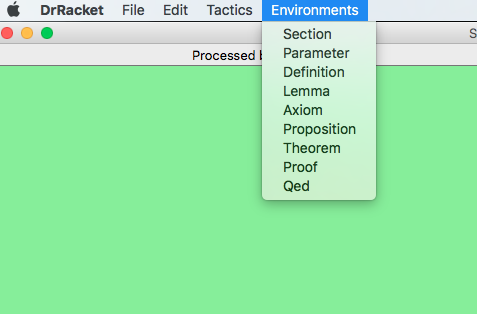 DrRacket File Edit Tactics Environments
S
Processed b
Section
Parameter
Definition
Lemma
Axiom
Proposition
Theorem
Proof
Qed